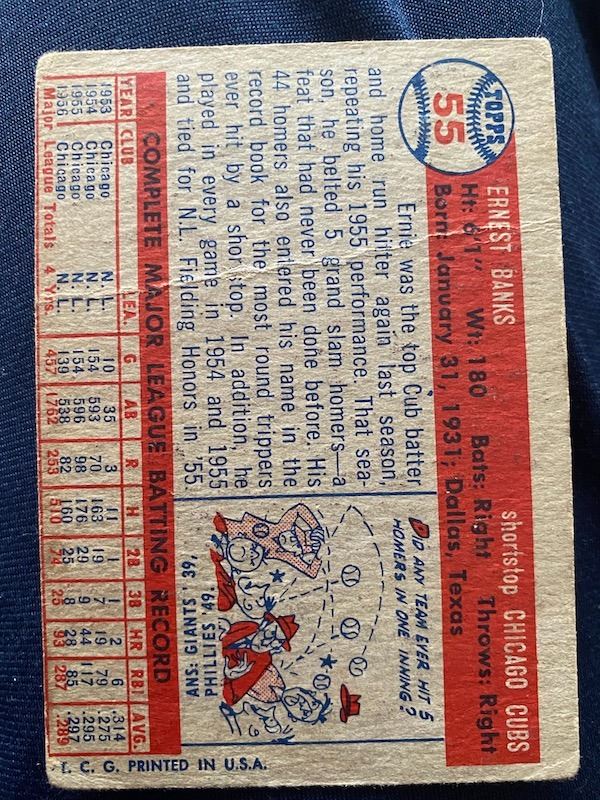 TOPPS
55
ERNEST BANKS
shortstop CHICAGO CUBS
Ht: 6'1" Wt: 180 Bats: Right Throws: Right
Born: January 31, 1931; Dallas, Texas
Ernie was the top Cub batter
and home run hitter again last season,
repeating his 1955 performance. That sea-
son he belted 5 grand slam homers—a
feat that had never been done before. His
44 homers also entered his name in the
record book for the most round trippers
ever hit by a shortstop. In addition, he
played in every game in 1954 and 1955
and tied for N.L. Fielding Honors in '55.
DID ANY TEAM EVER HIT 5
HOMERS IN ONE INNING?
ANS: GIANTS, '39,
PHILLIES '49.
COMPLETE MAJOR LEAGUE BATTING RECORD
YEAR CLUB LEA. G AB R H 2B 3B HR RBI AVG.
1953 Chicago N.L. 10 35 3 11 1 1 2 6 .314
1954 Chicago N.L. 154 593 70 163 19 7 19 79 .275
1955 Chicago N.L. 154 596 98 176 29 9 44 117 .295
1956 Chicago N.L. 139 538 82 160 25 8 28 85 .297
Major League Totals 4 Yrs. 457 1762 253 510 74 25 93 287 .289
T. C. G. PRINTED IN U.S.A.